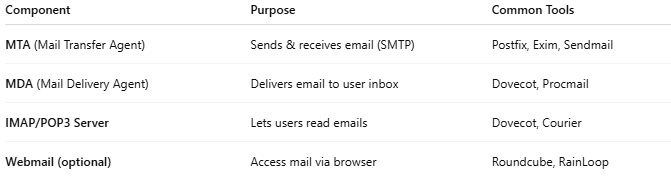 Component Purpose Common Tools
MTA (Mail Transfer Agent) Sends & receives email (SMTP) Postfix, Exim, Sendmail
MDA (Mail Delivery Agent) Delivers email to user inbox Dovecot, Procmail
IMAP/POP3 Server Lets users read emails Dovecot, Courier
Webmail (optional) Access mail via browser Roundcube, RainLoop